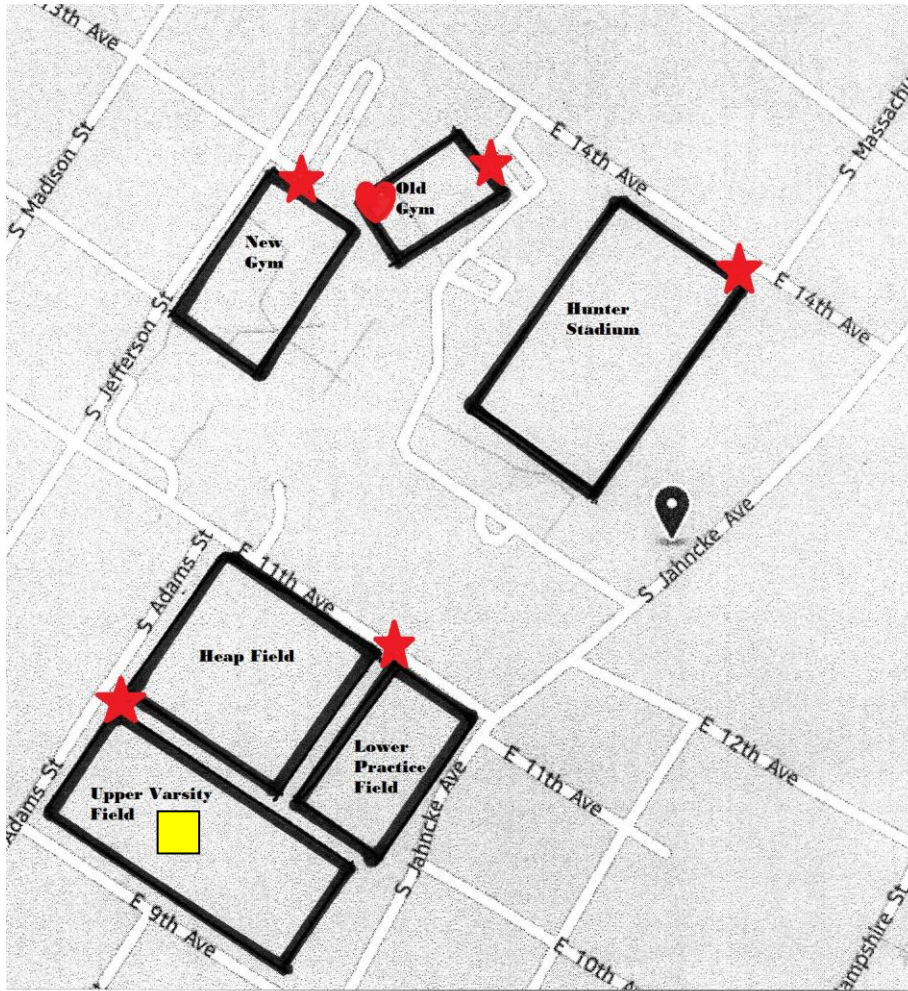 13th Ave
S Madison St
E 14th Ave
S Massachu
Old
Gym
New
Gym
E 14th Ave
Hunter
Stadium
S Jefferson St
S Jahncke Ave
S Adams St
E 11th Ave
Heap Field
E 12th Ave
Lower
Practice
Field
E 11th Ave
Upper Varsity
Field
Adams St
S Jahncke Ave
E 9th Ave
E 10th Ave
ampshire St